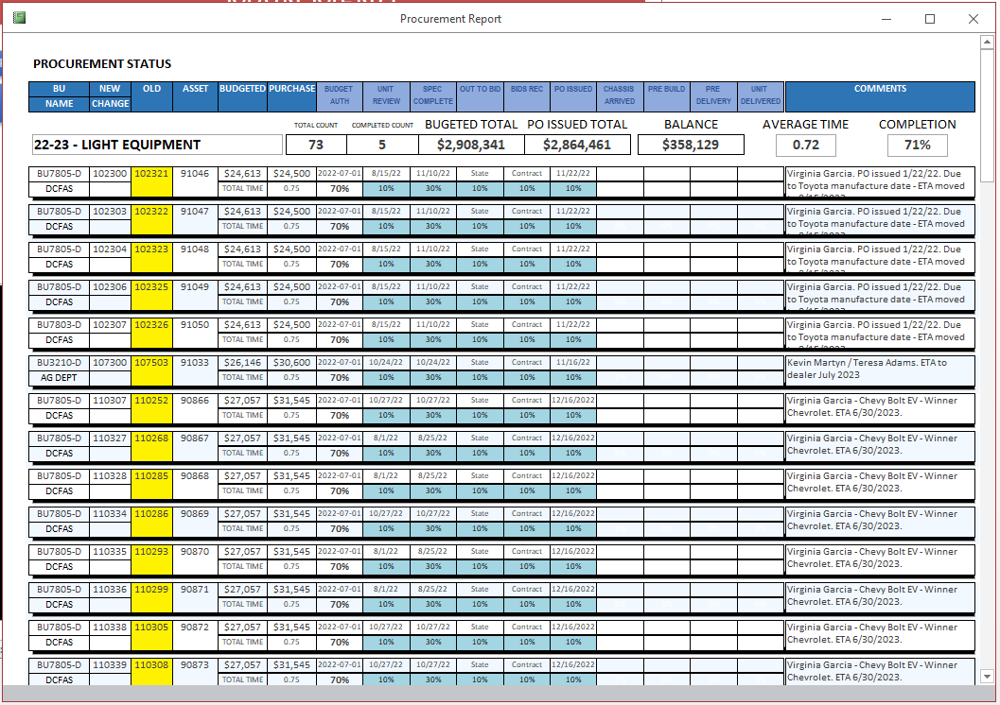 Procurement Report
PROCUREMENT STATUS
BU NEW OLD ASSET BUDGETED PURCHASE BUDGET UNIT SPEC OUT TO BID BIDS REC PO ISSUED CHASSIS PRE BUILD PRE UNIT COMMENTS
NAME CHANGE AUTH REVIEW COMPLETE ARRIVED DELIVERY DELIVERED
TOTAL COUNT COMPLETED COUNT BUGETED TOTAL PO ISSUED TOTAL BALANCE AVERAGE TIME COMPLETION
22-23 - LIGHT EQUIPMENT 73 5 $2,908,341 $2,864,461 $358,129 0.72 71%
BU7805-D 102300 102321 91046 $24,613 $24,500 2022-07-01 8/15/22 11/10/22 State Contract 11/22/22 Virginia Garcia. PO issued 1/22/22. Due
DCFAS TOTAL TIME 0.75 70% 10% 30% 10% 10% 10% to Toyota manufacture date - ETA moved
BU7805-D 102303 102322 91047 $24,613 $24,500 2022-07-01 8/15/22 11/10/22 State Contract 11/22/22 Virginia Garcia. PO issued 1/22/22. Due
DCFAS TOTAL TIME 0.75 70% 10% 30% 10% 10% 10% to Toyota manufacture date - ETA moved
BU7805-D 102304 102323 91048 $24,613 $24,500 2022-07-01 8/15/22 11/10/22 State Contract 11/22/22 Virginia Garcia. PO issued 1/22/22. Due
DCFAS TOTAL TIME 0.75 70% 10% 30% 10% 10% 10% to Toyota manufacture date - ETA moved
BU7805-D 102306 102325 91049 $24,613 $24,500 2022-07-01 8/15/22 11/10/22 State Contract 11/22/22 Virginia Garcia. PO issued 1/22/22. Due
DCFAS TOTAL TIME 0.75 70% 10% 30% 10% 10% 10% to Toyota manufacture date - ETA moved
BU7803-D 102307 102326 91050 $24,613 $24,500 2022-07-01 8/15/22 11/10/22 State Contract 11/22/22 Virginia Garcia. PO issued 1/22/22. Due
DCFAS TOTAL TIME 0.75 70% 10% 30% 10% 10% 10% to Toyota manufacture date - ETA moved
BU3210-D 107300 107503 91033 $26,146 $30,600 2022-07-01 10/24/22 10/24/22 State Contract 11/16/22 Kevin Martyn / Teresa Adams. ETA to
AG DEPT TOTAL TIME 0.75 70% 10% 30% 10% 10% 10% dealer July 2023
BU7805-D 110307 110252 90866 $27,057 $31,545 2022-07-01 10/27/22 10/27/22 State Contract 12/16/2022 Virginia Garcia - Chevy Bolt EV - Winner
DCFAS TOTAL TIME 0.75 70% 10% 30% 10% 10% 10% Chevrolet. ETA 6/30/2023.
BU7805-D 110327 110268 90867 $27,057 $31,545 2022-07-01 8/1/22 8/25/22 State Contract 12/16/2022 Virginia Garcia - Chevy Bolt EV - Winner
DCFAS TOTAL TIME 0.75 70% 10% 30% 10% 10% 10% Chevrolet. ETA 6/30/2023.
BU7805-D 110328 110285 90868 $27,057 $31,545 2022-07-01 8/1/22 8/25/22 State Contract 12/16/2022 Virginia Garcia - Chevy Bolt EV - Winner
DCFAS TOTAL TIME 0.75 70% 10% 30% 10% 10% 10% Chevrolet. ETA 6/30/2023.
BU7805-D 110334 110286 90869 $27,057 $31,545 2022-07-01 10/27/22 10/27/22 State Contract 12/16/2022 Virginia Garcia - Chevy Bolt EV - Winner
DCFAS TOTAL TIME 0.75 70% 10% 30% 10% 10% 10% Chevrolet. ETA 6/30/2023.
BU7805-D 110335 110293 90870 $27,057 $31,545 2022-07-01 8/1/22 8/25/22 State Contract 12/16/2022 Virginia Garcia - Chevy Bolt EV - Winner
DCFAS TOTAL TIME 0.75 70% 10% 30% 10% 10% 10% Chevrolet. ETA 6/30/2023.
BU7805-D 110336 110299 90871 $27,057 $31,545 2022-07-01 8/1/22 8/25/22 State Contract 12/16/2022 Virginia Garcia - Chevy Bolt EV - Winner
DCFAS TOTAL TIME 0.75 70% 10% 30% 10% 10% 10% Chevrolet. ETA 6/30/2023.
BU7805-D 110338 110305 90872 $27,057 $31,545 2022-07-01 10/27/22 10/27/22 State Contract 12/16/2022 Virginia Garcia - Chevy Bolt EV - Winner
DCFAS TOTAL TIME 0.75 70% 10% 30% 10% 10% 10% Chevrolet. ETA 6/30/2023.
BU7805-D 110339 110308 90873 $27,057 $31,545 2022-07-01 10/27/22 10/27/22 State Contract 12/16/2022 Virginia Garcia - Chevy Bolt EV - Winner
DCFAS TOTAL TIME 0.75 70% 10% 30% 10% 10% 10% Chevrolet. ETA 6/30/2023.